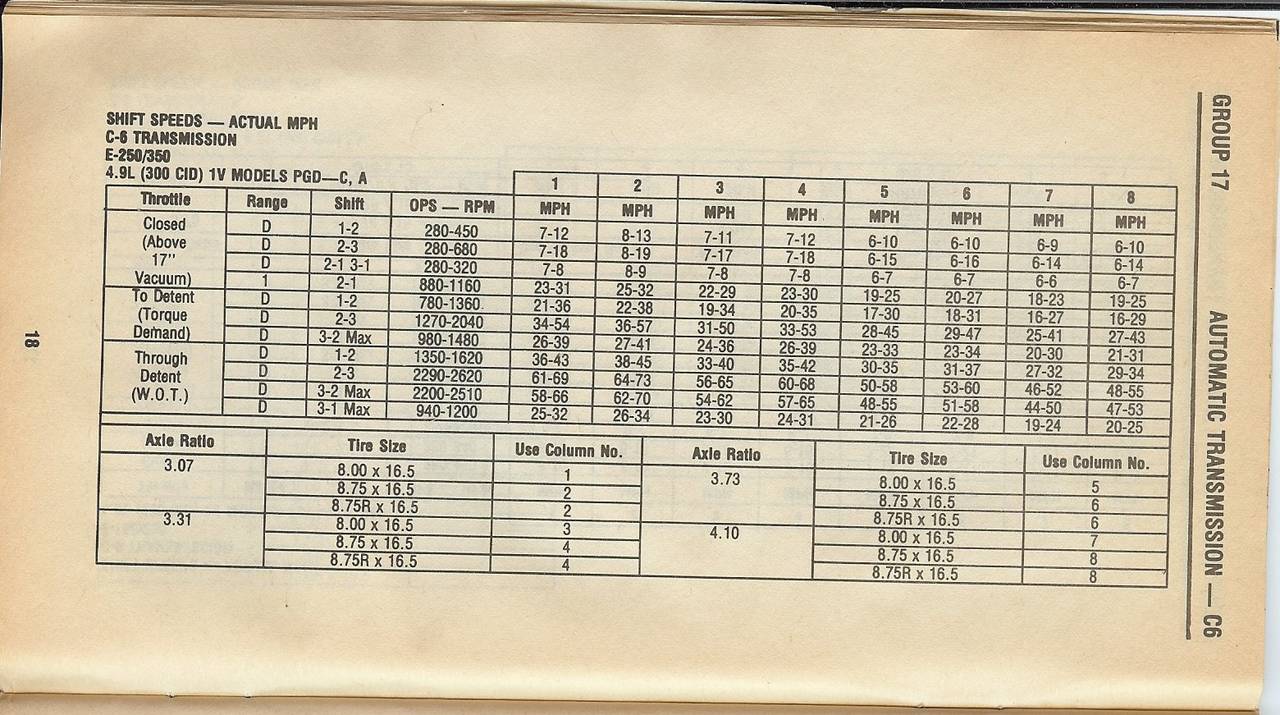 GROUP 17 AUTOMATIC TRANSMISSION — C6
SHIFT SPEEDS — ACTUAL MPH
C-6 TRANSMISSION
E-250/350
4.9L (300 CID) 1V MODELS PGD—C, A
1 2 3 4 5 6 7 8
Throttle Range Shift OPS — RPM MPH MPH MPH MPH MPH MPH MPH MPH
Closed D 1-2 280-450 7-12 8-13 7-11 7-12 6-10 6-10 6-9 6-10
(Above D 2-3 280-680 7-18 8-19 7-17 7-18 6-15 6-16 6-14 6-14
17" D 2-1 3-1 280-320 7-8 8-9 7-8 7-8 6-7 6-7 6-6 6-7
Vacuum) 1 2-1 880-1160 23-31 25-32 22-29 23-30 19-25 20-27 18-23 19-25
To Detent D 1-2 780-1360 21-36 22-38 19-34 20-35 17-30 18-31 16-27 16-29
(Torque D 2-3 1270-2040 34-54 36-57 31-50 33-53 28-45 29-47 25-41 27-43
Demand) D 3-2 Max 980-1480 26-39 27-41 24-36 26-39 23-33 23-34 20-30 21-31
Through D 1-2 1350-1620 36-43 38-45 33-40 35-42 30-35 31-37 27-32 29-34
Detent D 2-3 2290-2620 61-69 64-73 56-65 60-68 50-58 53-60 46-52 48-55
(W.O.T.) D 3-2 Max 2200-2510 58-66 62-70 54-62 57-65 48-55 51-58 44-50 47-53
D 3-1 Max 940-1200 25-32 26-34 23-30 24-31 21-26 22-28 19-24 20-25
Axle Ratio Tire Size Use Column No. Axle Ratio Tire Size Use Column No.
3.07 8.00 x 16.5 1 3.73 8.00 x 16.5 5
8.75 x 16.5 2 8.75 x 16.5 6
8.75R x 16.5 2 8.75R x 16.5 6
3.31 8.00 x 16.5 3 4.10 8.00 x 16.5 7
8.75 x 16.5 4 8.75 x 16.5 8
8.75R x 16.5 4 8.75R x 16.5 8
18